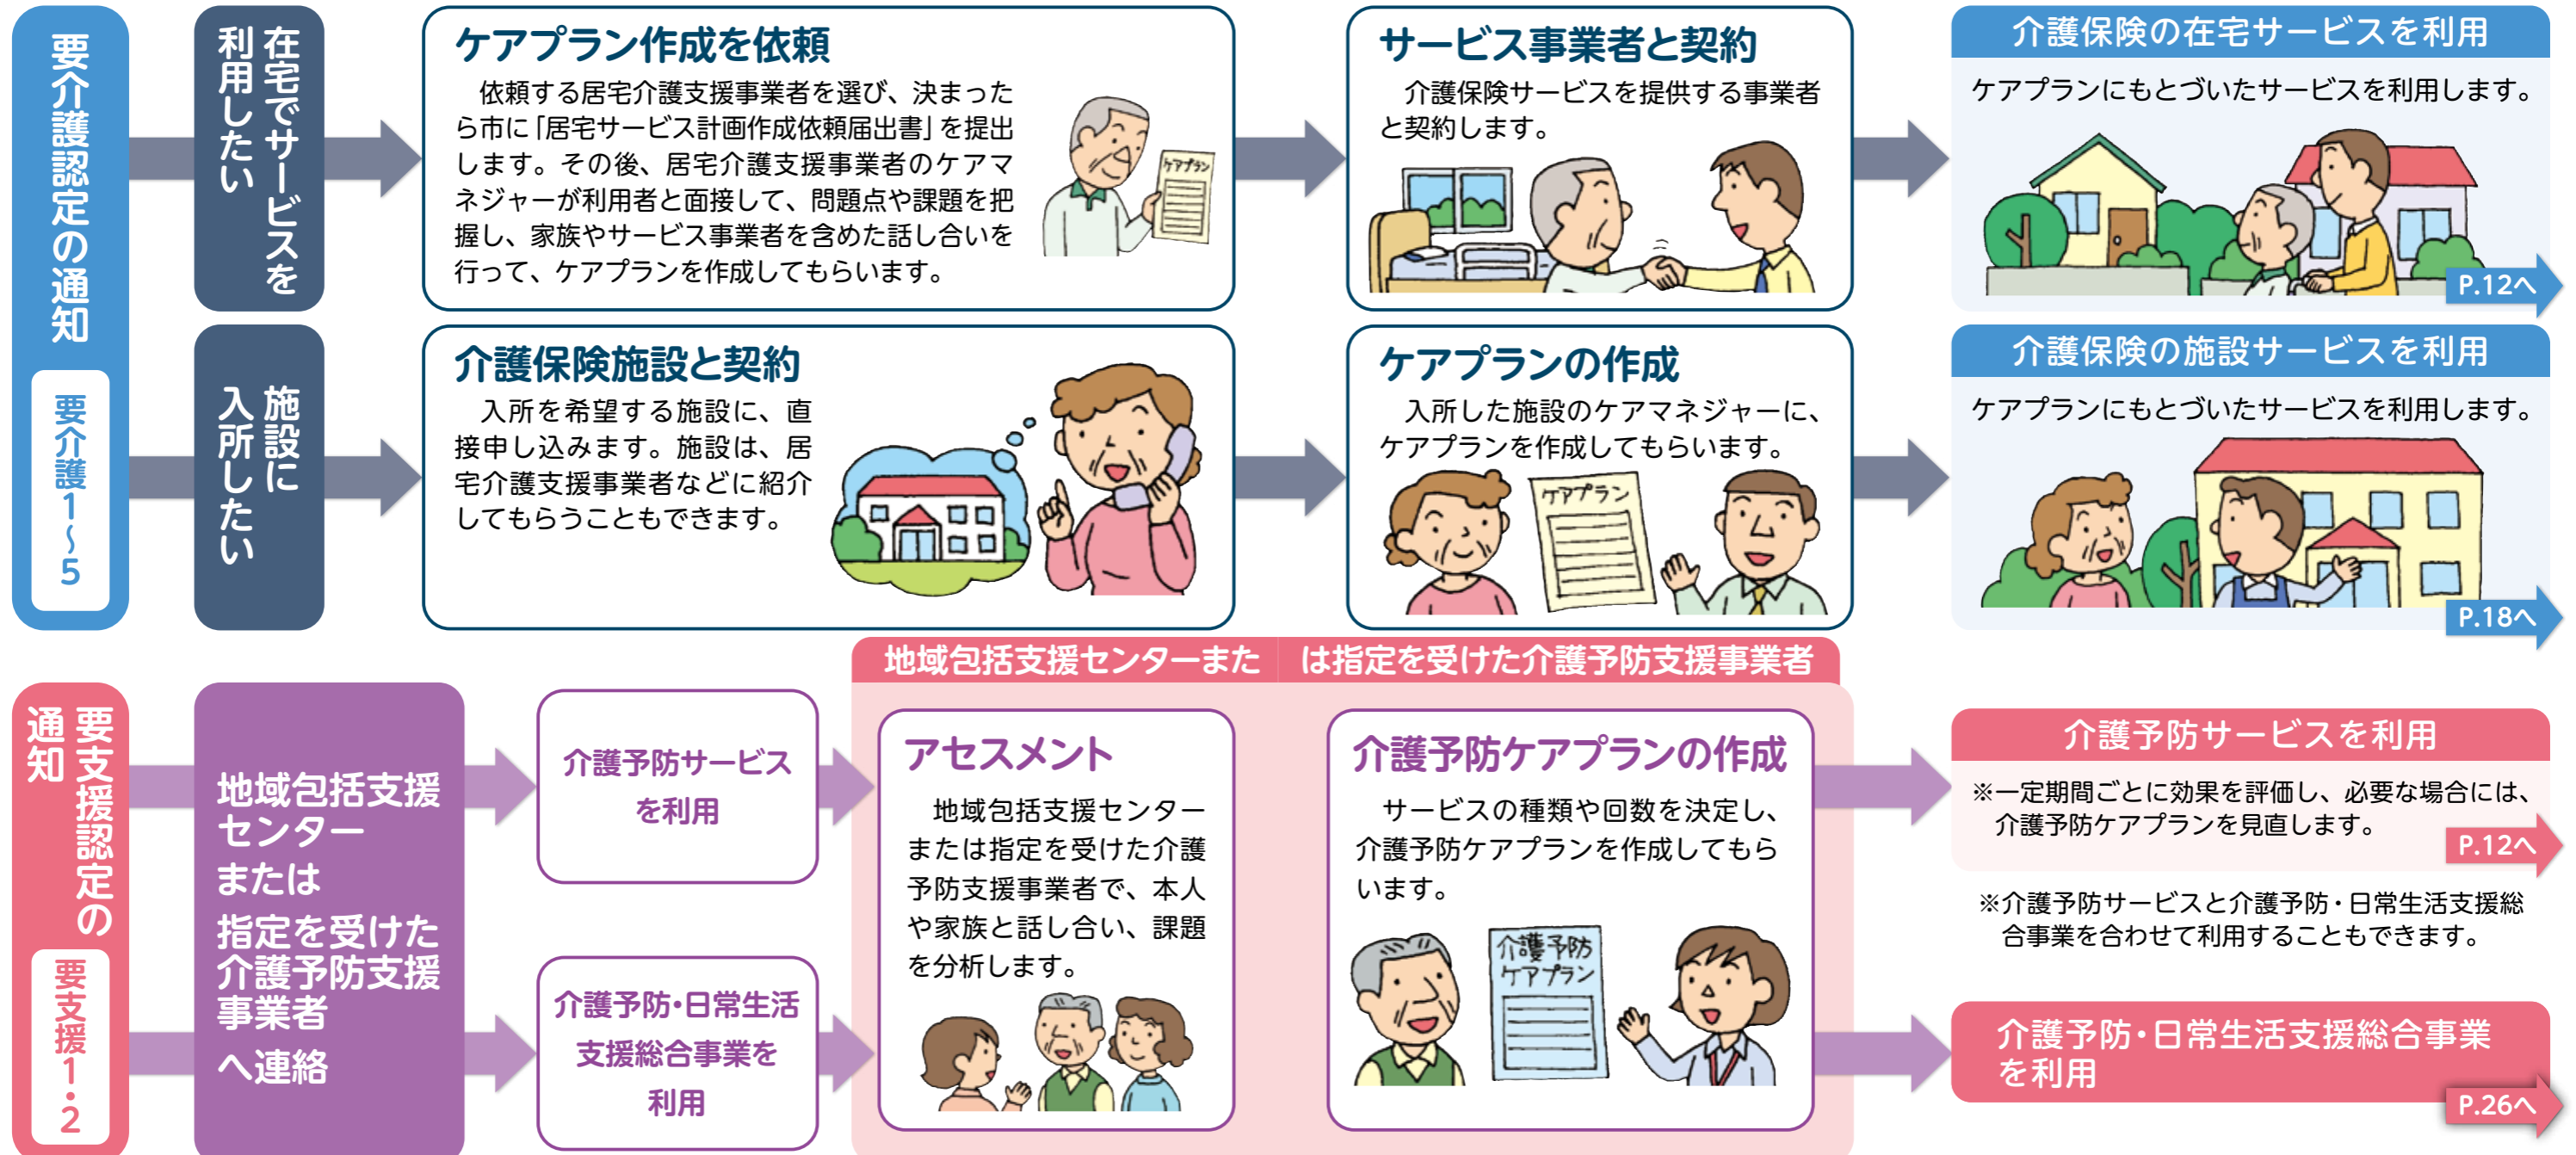 要介護認定の通知
要介護1～5
在宅でサービスを
利用したい
ケアプラン作成を依頼
依頼する居宅介護支援事業者を選び、決まった
ら市に「居宅サービス計画作成依頼届出書」を提出
します。その後、居宅介護支援事業者のケアマ
ネジャーが利用者と面接して、問題点や課題を把
握し、家族やサービス事業者を含めた話し合いを
行って、ケアプランを作成してもらいます。
ケアプラン
サービス事業者と契約
介護保険サービスを提供する事業者
と契約します。
介護保険の在宅サービスを利用
ケアプランにもとづいたサービスを利用します。
P.12へ
施設に
入所したい
介護保険施設と契約
入所を希望する施設に、直
接申し込みます。施設は、居
宅介護支援事業者などに紹介
してもらうこともできます。
ケアプランの作成
入所した施設のケアマネジャーに、
ケアプランを作成してもらいます。
ケアプラン
介護保険の施設サービスを利用
ケアプランにもとづいたサービスを利用します。
P.18へ
要支援認定の
通知
要支援1・2
地域包括支援
センター
または
指定を受けた
介護予防支援
事業者
へ連絡
介護予防サービス
を利用
介護予防・日常生活
支援総合事業を
利用
地域包括支援センターまた は指定を受けた介護予防支援事業者
アセスメント
地域包括支援センター
または指定を受けた介護
予防支援事業者で、本人
や家族と話し合い、課題
を分析します。
介護予防ケアプランの作成
サービスの種類や回数を決定し、
介護予防ケアプランを作成してもら
います。
介護予防
ケアプラン
介護予防サービスを利用
※一定期間ごとに効果を評価し、必要な場合には、
介護予防ケアプランを見直します。
P.12へ
※介護予防サービスと介護予防・日常生活支援総
合事業を合わせて利用することもできます。
介護予防・日常生活支援総合事業
を利用
P.26へ